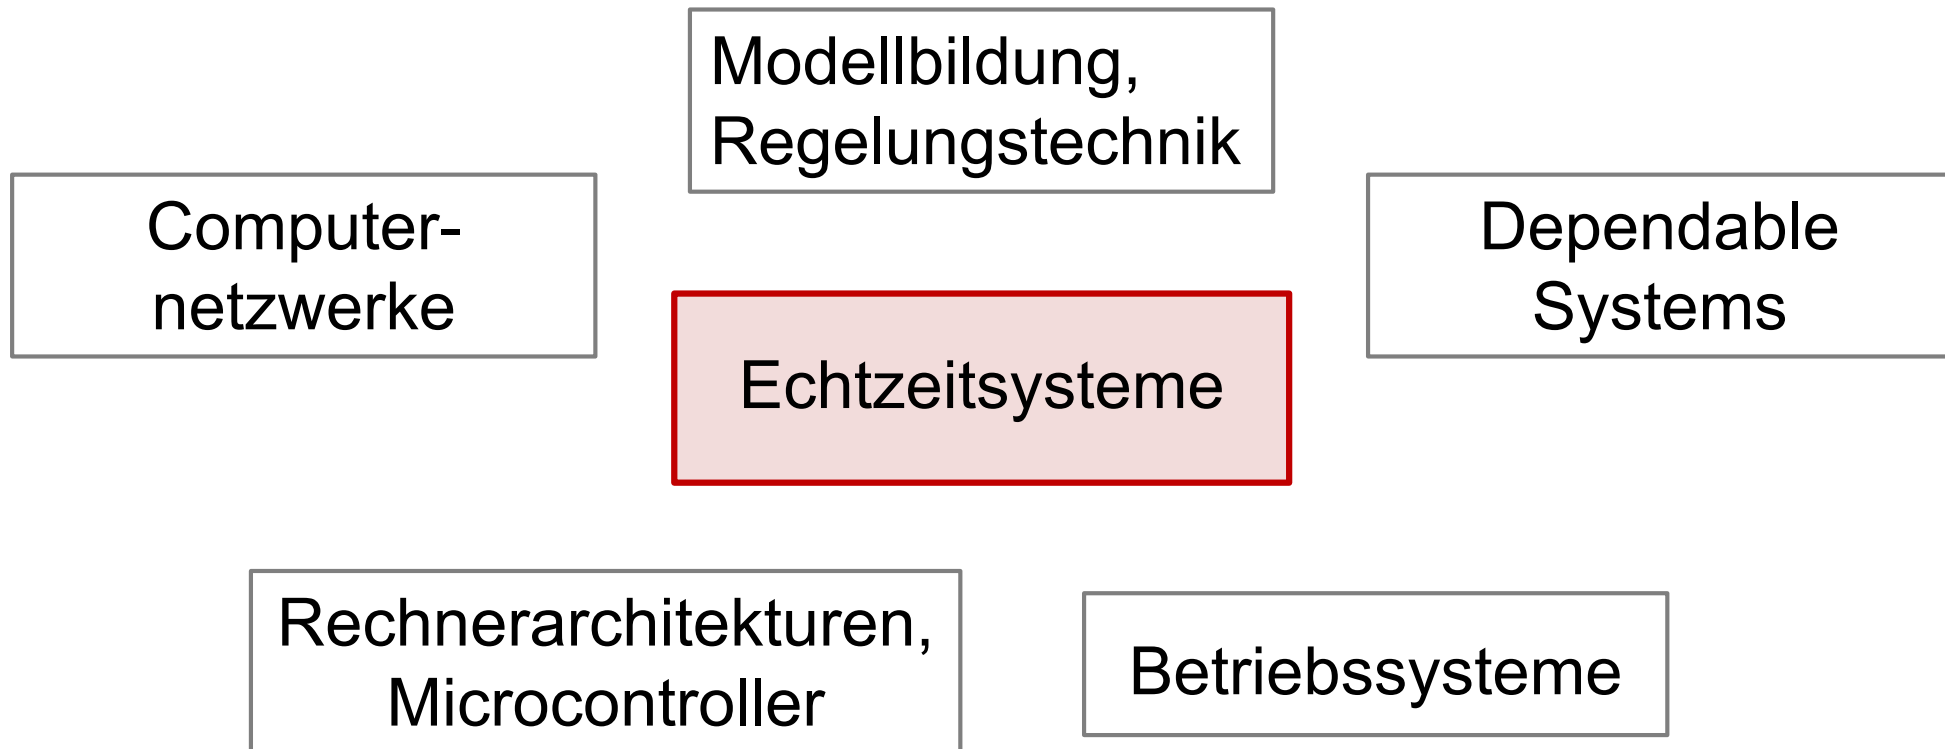 Modellbildung,
Regelungstechnik
Computer-
netzwerke
Dependable
Systems
Echtzeitsysteme
Rechnerarchitekturen,
Microcontroller
Betriebssysteme